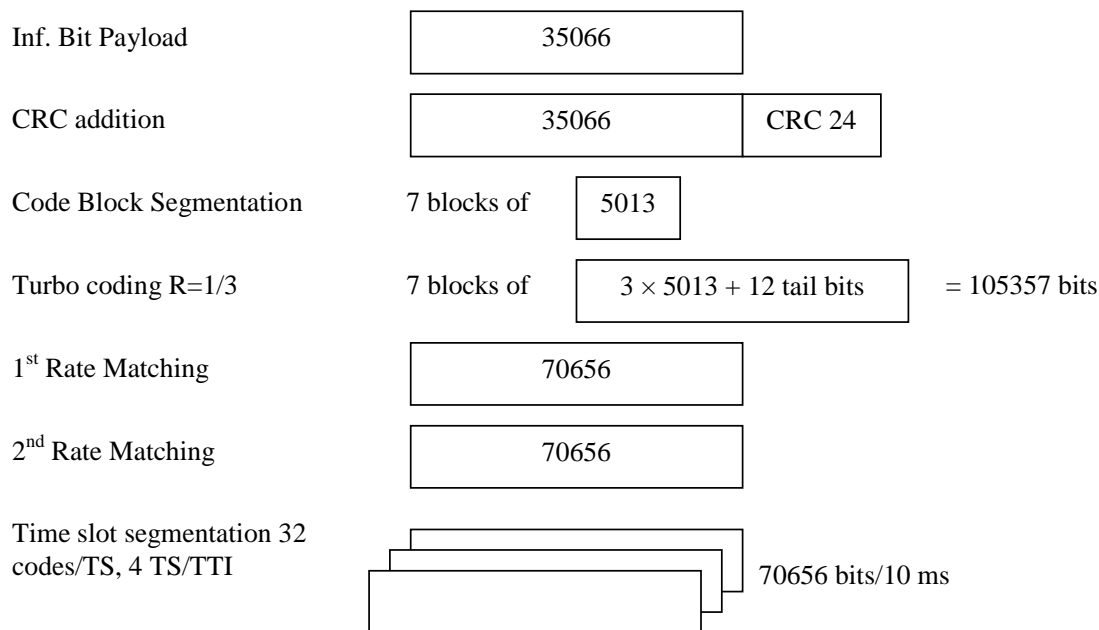 Inf. Bit Payload 35066
CRC addition 35066 CRC 24
Code Block Segmentation 7 blocks of 5013
Turbo coding R=1/3 7 blocks of 3 × 5013 + 12 tail bits = 105357 bits
1st Rate Matching 70656
2nd Rate Matching 70656
Time slot segmentation 32
codes/TS, 4 TS/TTI
70656 bits/10 ms